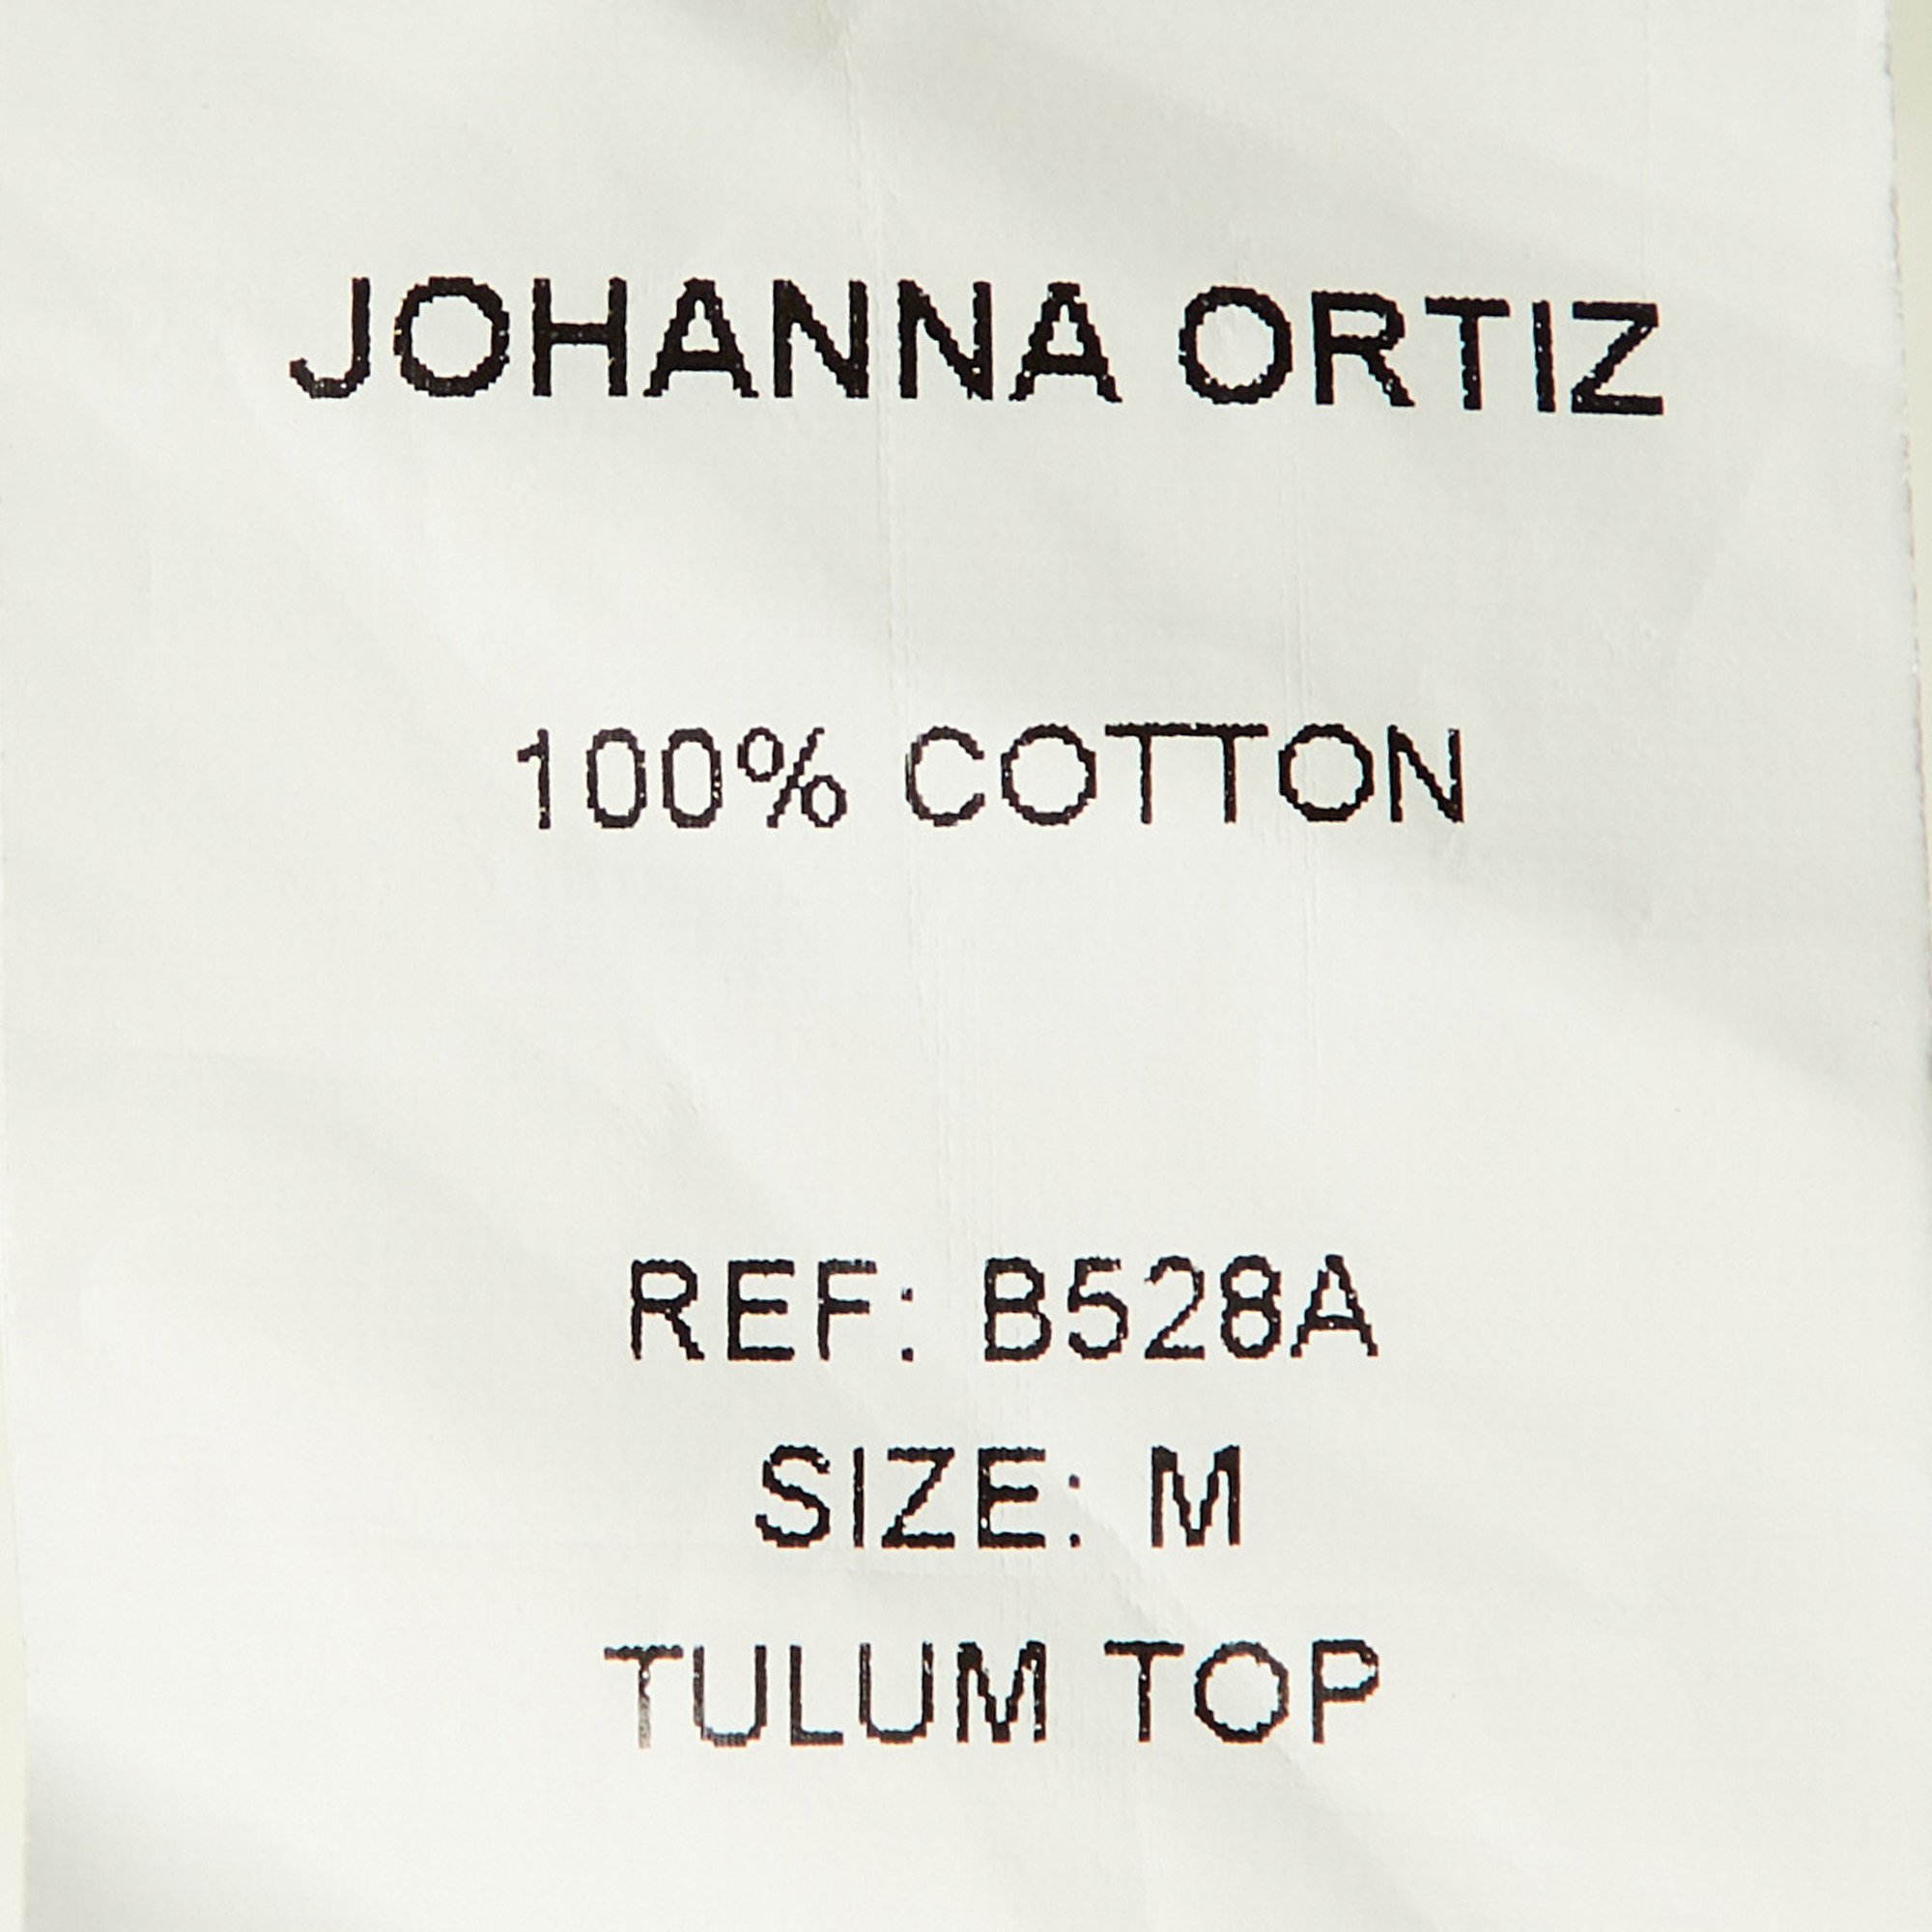 JOHANNA ORTIZ
100% COTTON
REF: B528A
SIZE: M
TULUM TOP